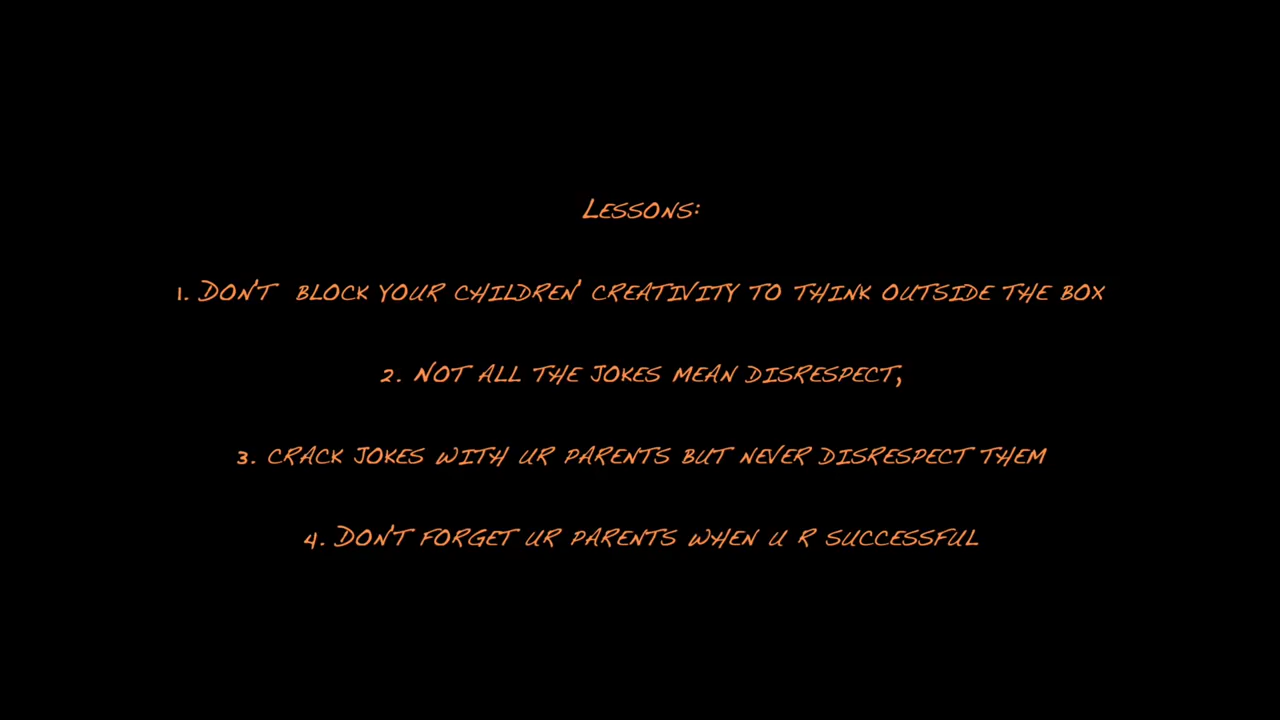 Lessons:
1. Don't block your children' creativity to think outside the box
2. Not all the jokes mean disrespect,
3. crack jokes with ur parents but never disrespect them
4. Don't forget ur parents when u r successful